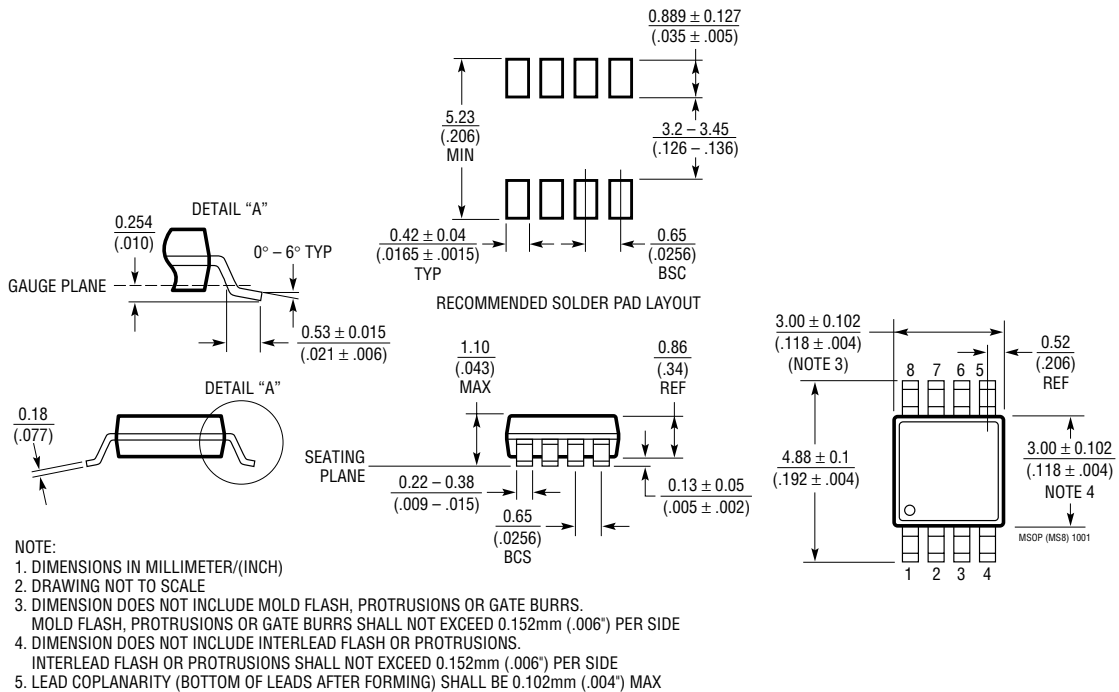 0.889 ± 0.127
(.035 ± .005)
5.23
(.206)
MIN
3.2 – 3.45
(.126 – .136)
DETAIL “A”
0.254
(.010)
0° – 6° TYP
GAUGE PLANE
0.42 ± 0.04
(.0165 ± .0015)
TYP
0.65
(.0256)
BSC
RECOMMENDED SOLDER PAD LAYOUT
0.53 ± 0.015
(.021 ± .006)
DETAIL “A”
0.18
(.077)
1.10
(.043)
MAX
0.86
(.34)
REF
SEATING
PLANE
0.22 – 0.38
(.009 – .015)
0.65
(.0256)
BCS
0.13 ± 0.05
(.005 ± .002)
3.00 ± 0.102
(.118 ± .004)
(NOTE 3)
0.52
(.206)
REF
8 7 6 5
4.88 ± 0.1
(.192 ± .004)
3.00 ± 0.102
(.118 ± .004)
NOTE 4
MSOP (MS8) 1001
1 2 3 4
NOTE:
1. DIMENSIONS IN MILLIMETER/(INCH)
2. DRAWING NOT TO SCALE
3. DIMENSION DOES NOT INCLUDE MOLD FLASH, PROTRUSIONS OR GATE BURRS.
MOLD FLASH, PROTRUSIONS OR GATE BURRS SHALL NOT EXCEED 0.152mm (.006") PER SIDE
4. DIMENSION DOES NOT INCLUDE INTERLEAD FLASH OR PROTRUSIONS.
INTERLEAD FLASH OR PROTRUSIONS SHALL NOT EXCEED 0.152mm (.006") PER SIDE
5. LEAD COPLANARITY (BOTTOM OF LEADS AFTER FORMING) SHALL BE 0.102mm (.004") MAX